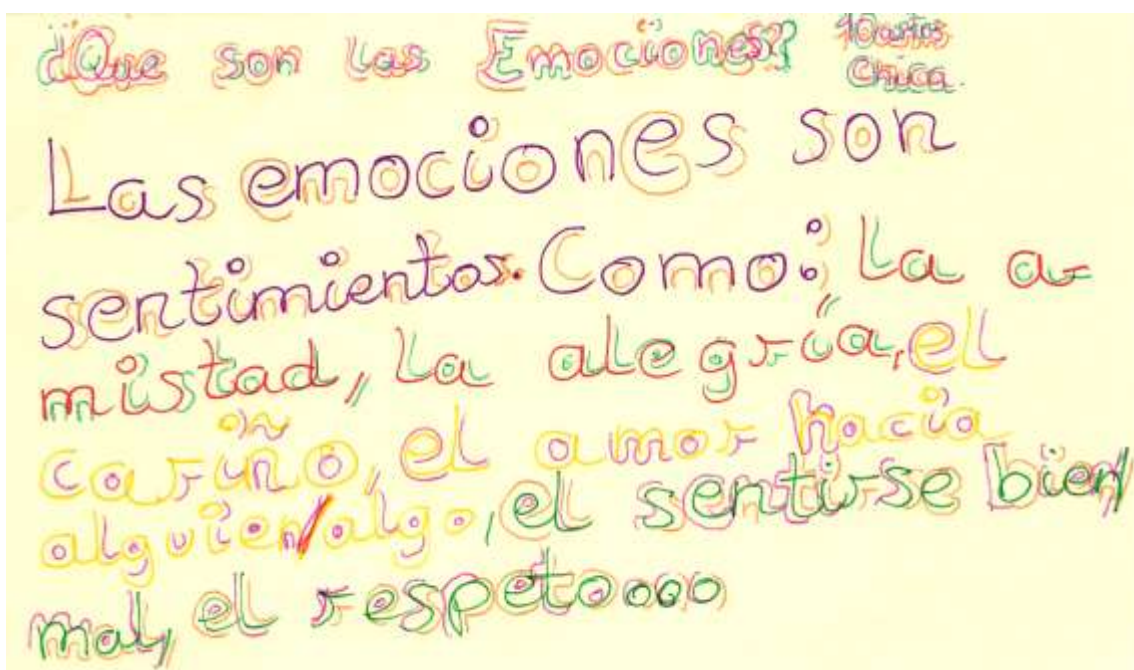 ¿Que son las Emociones? 10 años
Chica.
Las emociones son
sentimientos. Como: La a-
mistad, la alegría, el
cariño, el amor hacia
alguien/algo, el sentirse bien/
mal, el respeto...